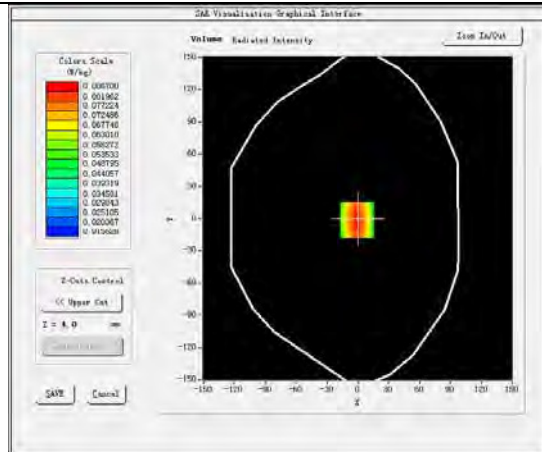 SAR Visualisation Graphical Interface
Volume Radiated Intensity
Zoom In/Out
Colors Scale
(W/kg)
0.086700
0.081962
0.077224
0.072486
0.067748
0.063010
0.058272
0.053533
0.048795
0.044057
0.039319
0.034581
0.029843
0.025105
0.020367
0.015629
150
120
90
60
30
0
-30
-60
-90
-120
-150
Y
-150 -120 -90 -60 -30 0 30 60 90 120 150
X
Z-Cuts Control
<< Upper Cut
Z = 4.0 mm
SAVE
Cancel